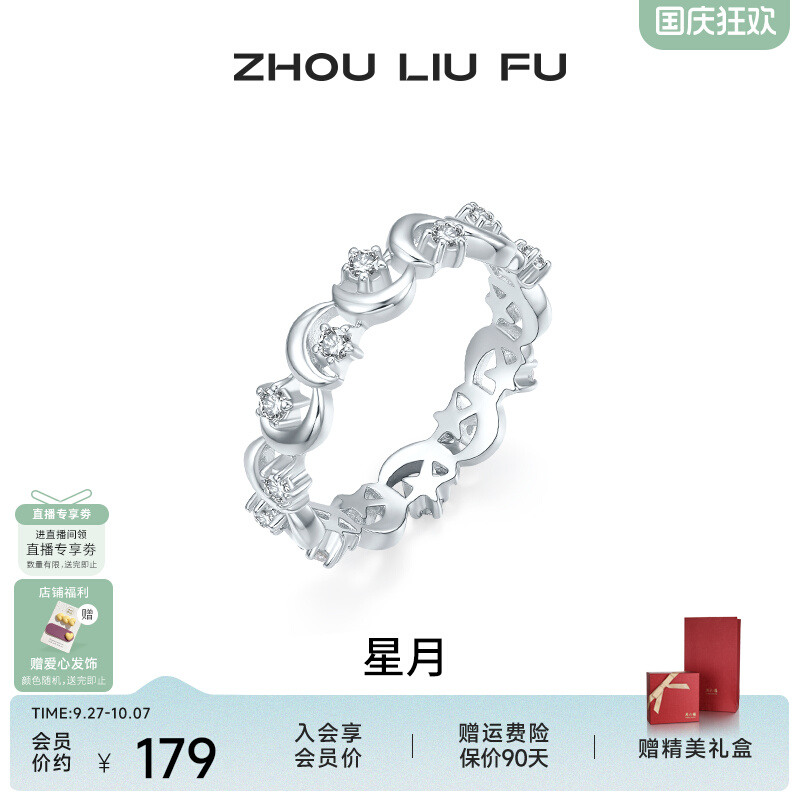 国庆狂欢
ZHOU LIU FU
直播专享券
进直播间领
直播专享券
数量有限,送完即止
店铺福利
赠
赠爱心发饰
颜色随机,送完即止
星月
TIME:9.27-10.07
会员
价约
¥ 179
入会享
会员价
赠运费险
保价90天
赠精美礼盒